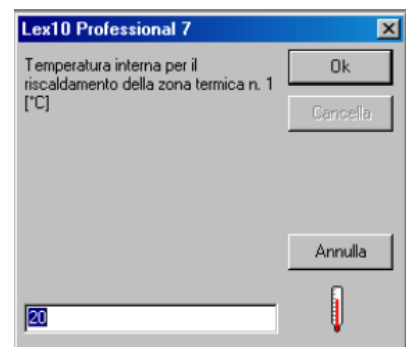 Lex10 Professional 7
Temperatura interna per il
riscaldamento della zona termica n. 1
[°C]
Ok
Cancella
Annulla
20